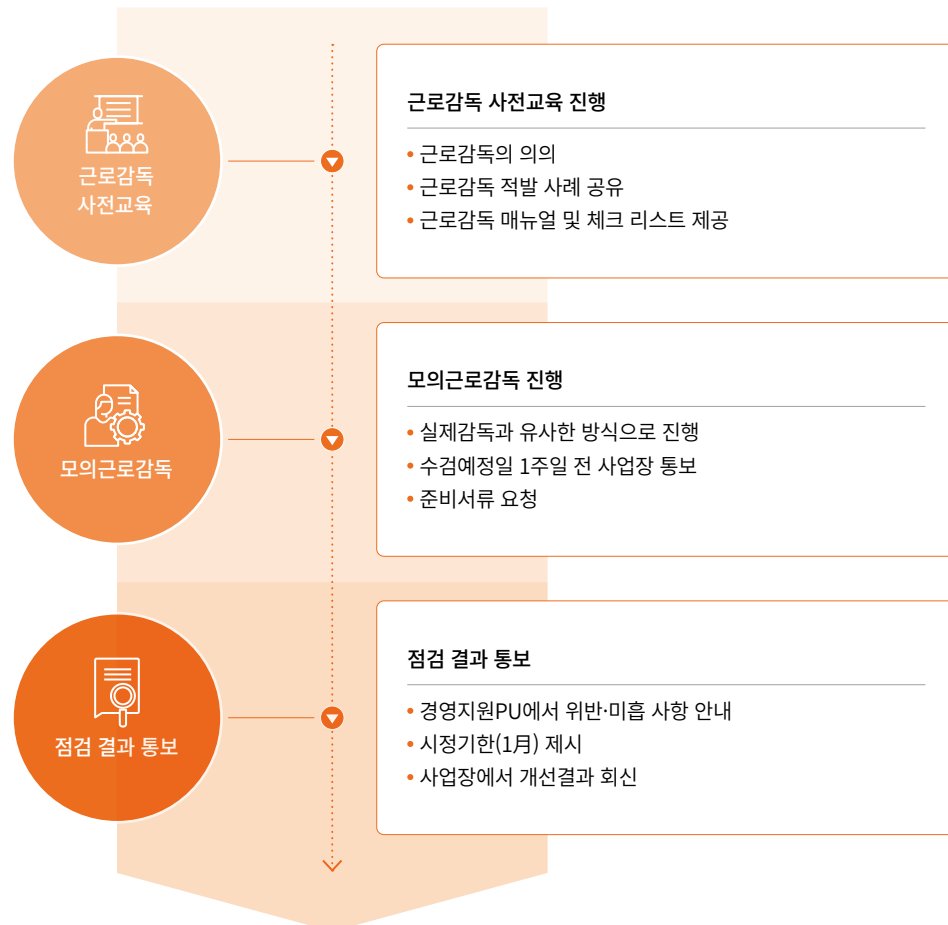 근로감독
사전교육
근로감독 사전교육 진행
• 근로감독의 의의
• 근로감독 적발 사례 공유
• 근로감독 매뉴얼 및 체크 리스트 제공
모의근로감독
모의근로감독 진행
• 실제감독과 유사한 방식으로 진행
• 수검예정일 1주일 전 사업장 통보
• 준비서류 요청
점검 결과 통보
점검 결과 통보
• 경영지원PU에서 위반·미흡 사항 안내
• 시정기한(1月) 제시
• 사업장에서 개선결과 회신